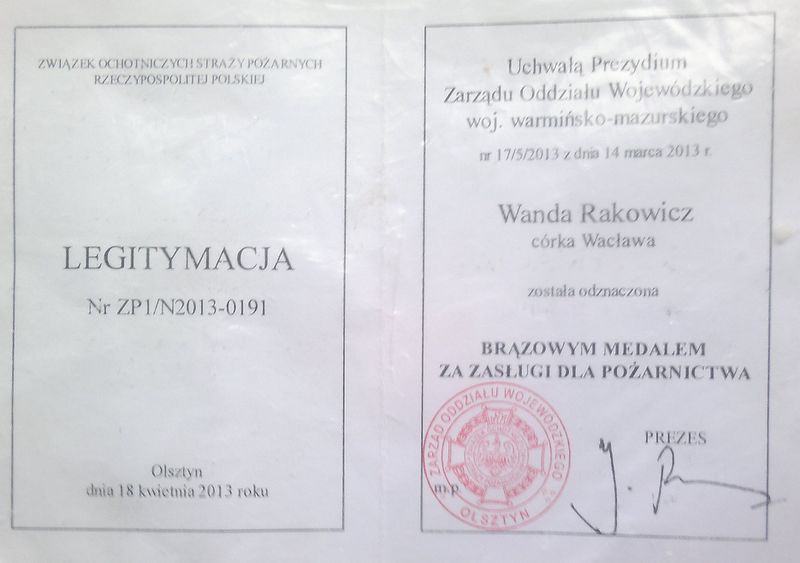 ZWIĄZEK OCHOTNICZYCH STRAŻY POŻARNYCH
RZECZYPOSPOLITEJ POLSKIEJ
LEGITYMACJA
Nr ZP1/N2013-0191
Olsztyn
dnia 18 kwietnia 2013 roku
Uchwałą Prezydium
Zarządu Oddziału Wojewódzkiego
woj. warmińsko-mazurskiego
nr 17/5/2013 z dnia 14 marca 2013 r.
Wanda Rakowicz
córka Wacława
została odznaczona
BRĄZOWYM MEDALEM
ZA ZASŁUGI DLA POŻARNICTWA
PREZES
m.p.
ZARZĄD ODDZIAŁU WOJEWÓDZKIEGO
OLSZTYN